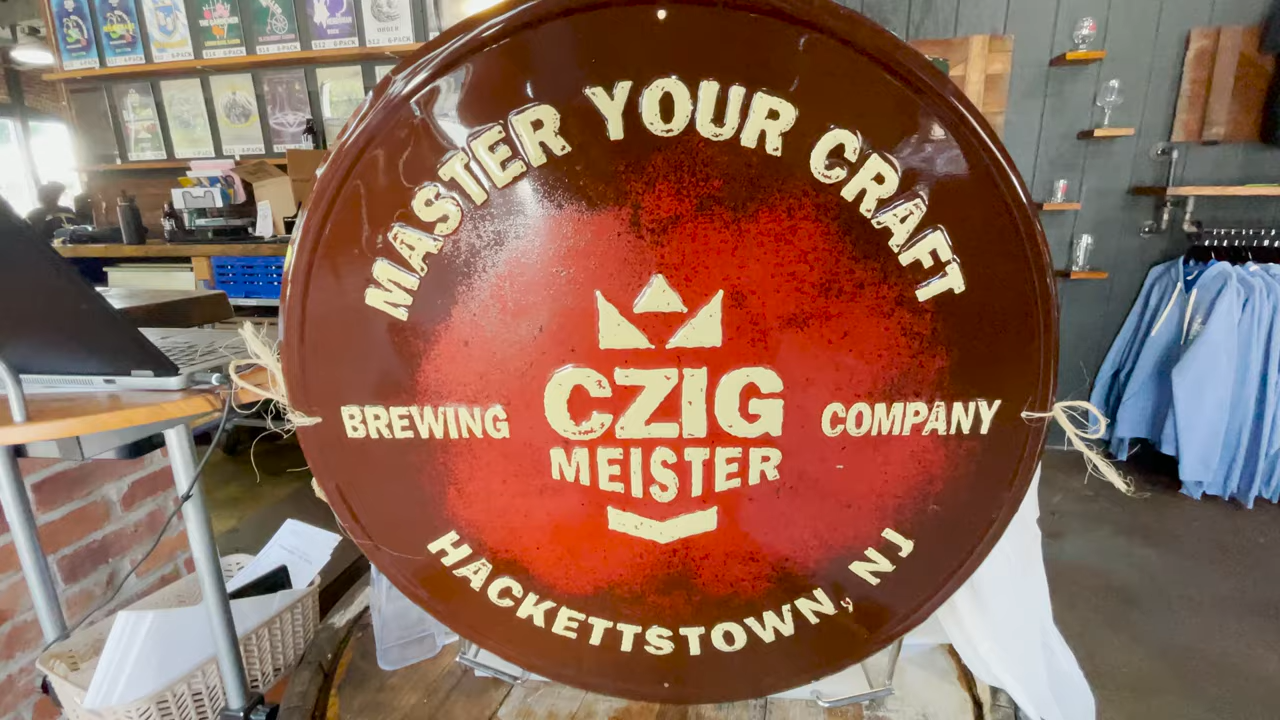 MASTER YOUR CRAFT
BREWING
CZIG
MEISTER
COMPANY
HACKETTSTOWN, NJ